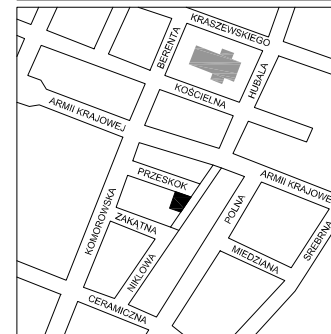 KRASZEWSKIEGO
BERENTA
HUBALA
KOŚCIELNA
ARMII KRAJOWEJ
PRZESKOK
ARMII KRAJOWE
KOMOROWSKA
ZAKĄTNA
POLNA
SREBRNA
NIKLOWA
MIEDZIANA
CERAMICZNA